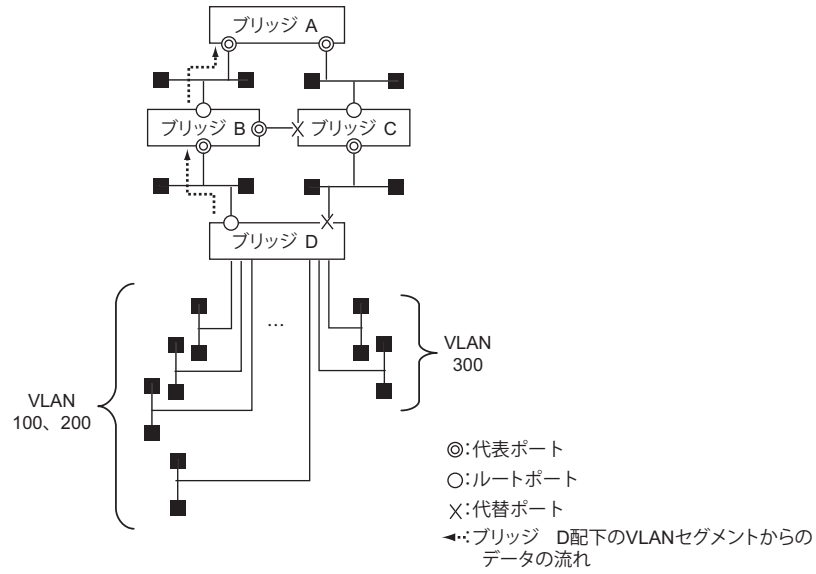 ブリッジ A
ブリッジ B
ブリッジ C
ブリッジ D
…
VLAN
300
VLAN
100、200
◎:代表ポート
○:ルートポート
×:代替ポート
◄‥:ブリッジ D配下のVLANセグメントからの
データの流れ